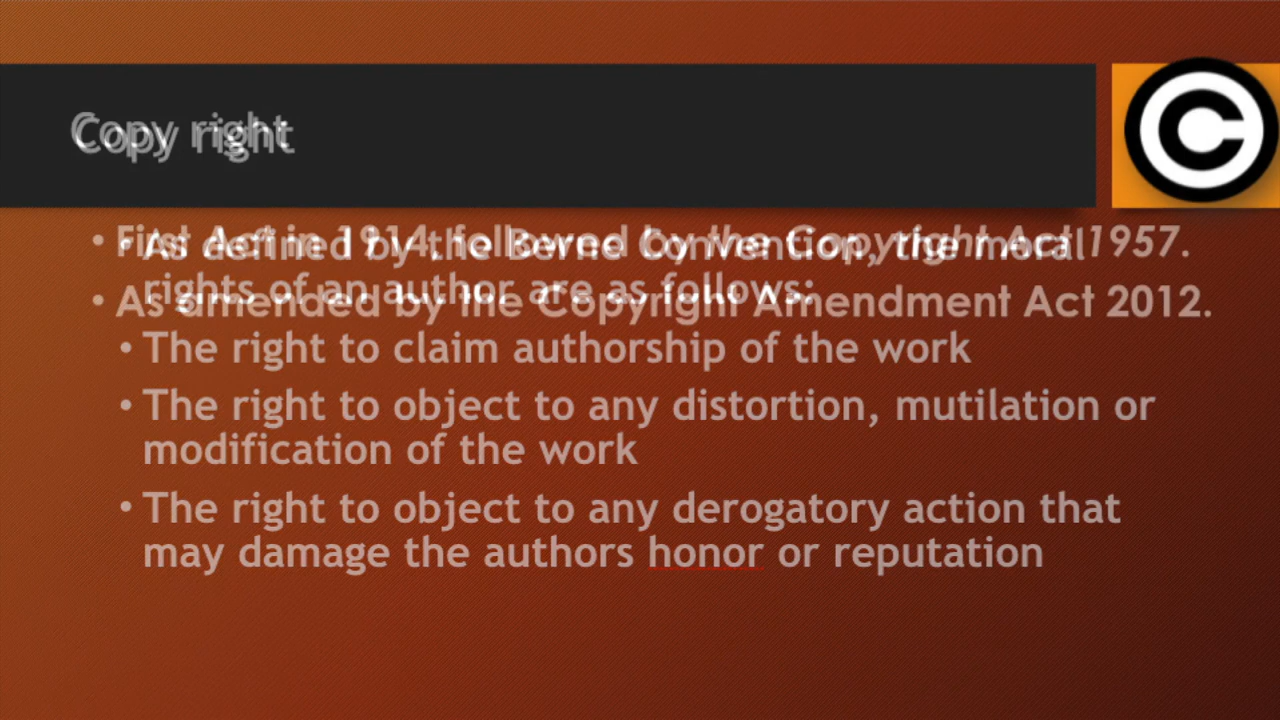 Copy right
• First Act in 1914, followed by the Copyright Act 1957.
• As amended by the Copyright Amendment Act 2012.
• As defined by the Berne Convention, the moral
rights of an author are as follows:
• The right to claim authorship of the work
• The right to object to any distortion, mutilation or
modification of the work
• The right to object to any derogatory action that
may damage the authors honor or reputation